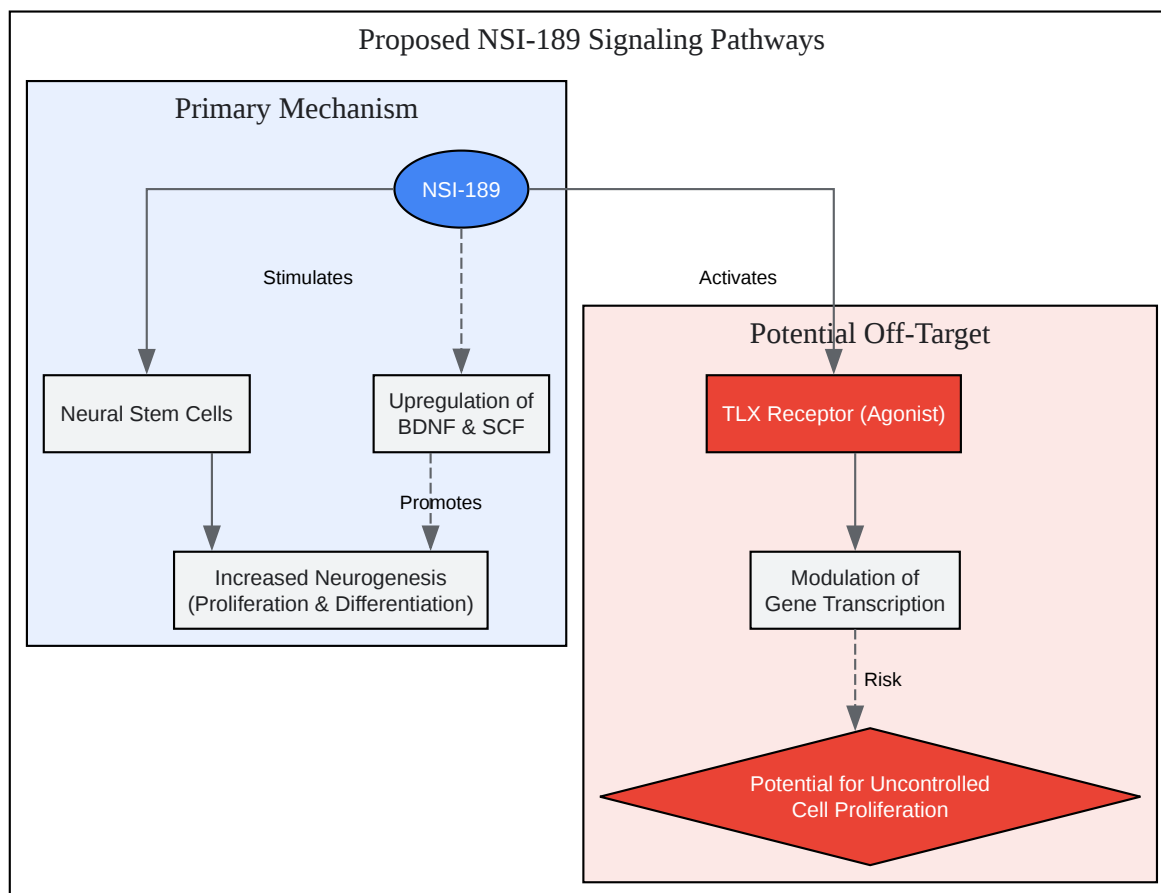 Proposed NSI-189 Signaling Pathways
Primary Mechanism
NSI-189
Stimulates
Activates
Potential Off-Target
Neural Stem Cells
Upregulation of
BDNF & SCF
TLX Receptor (Agonist)
Promotes
Increased Neurogenesis
(Proliferation & Differentiation)
Modulation of
Gene Transcription
Risk
Potential for Uncontrolled
Cell Proliferation